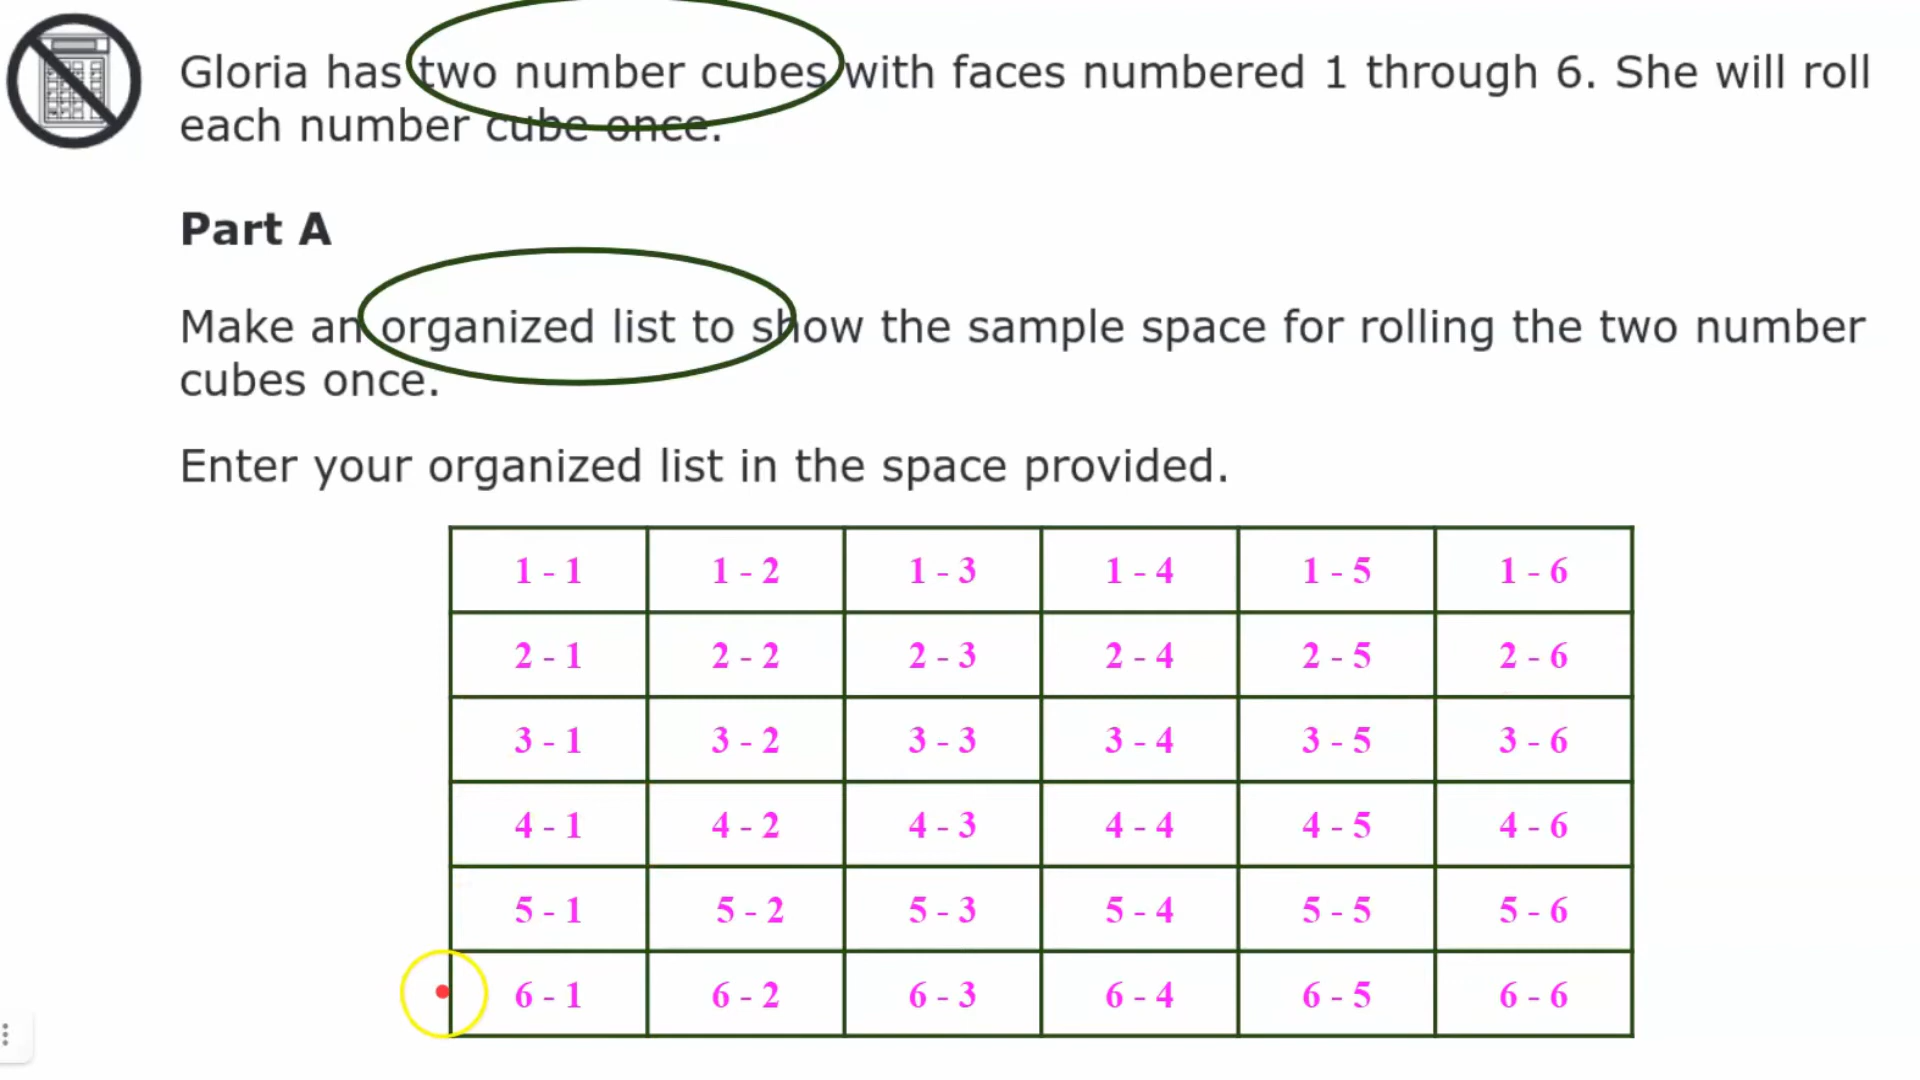 Gloria has two number cubes with faces numbered 1 through 6. She will roll
each number cube once.
Part A
Make an organized list to show the sample space for rolling the two number
cubes once.
Enter your organized list in the space provided.
1 - 1 1 - 2 1 - 3 1 - 4 1 - 5 1 - 6
2 - 1 2 - 2 2 - 3 2 - 4 2 - 5 2 - 6
3 - 1 3 - 2 3 - 3 3 - 4 3 - 5 3 - 6
4 - 1 4 - 2 4 - 3 4 - 4 4 - 5 4 - 6
5 - 1 5 - 2 5 - 3 5 - 4 5 - 5 5 - 6
6 - 1 6 - 2 6 - 3 6 - 4 6 - 5 6 - 6